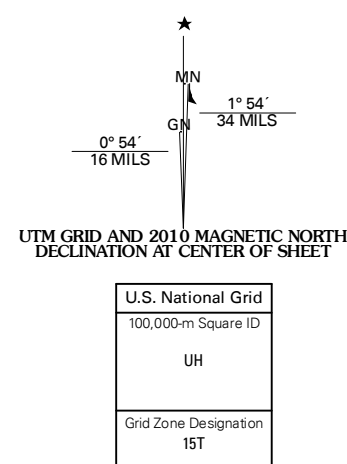 MN
1° 54´
GN
34 MILS
0° 54´
16 MILS
UTM GRID AND 2010 MAGNETIC NORTH
DECLINATION AT CENTER OF SHEET
U.S. National Grid
100,000-m Square ID
UH
Grid Zone Designation
15T